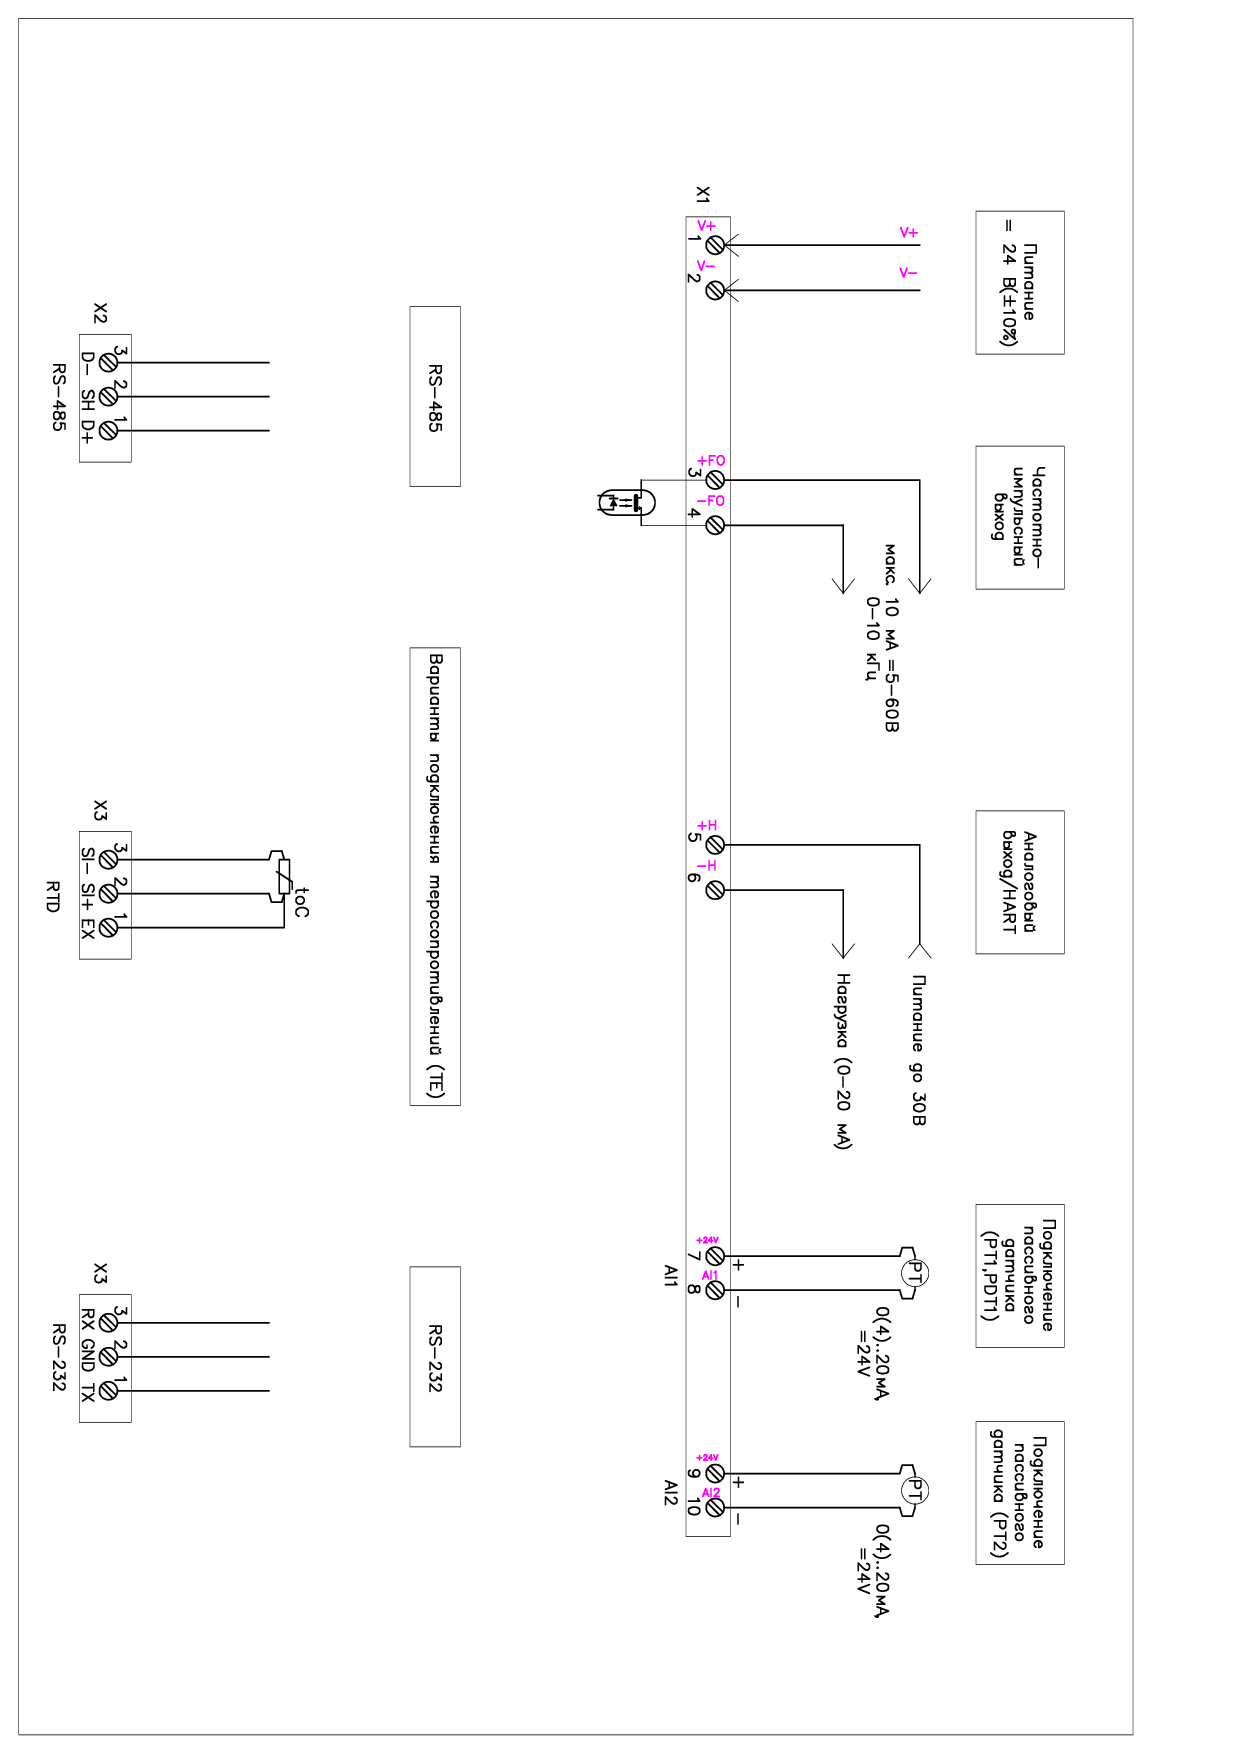 Питание
= 24 В(±10%)
Частотно-
импульсный
выход
Аналоговый
выход/HART
Подключение
пассивного
датчика
(PT1,PDT1)
Подключение
пассивного
датчика (PT2)
V+
V-
макс. 10 мА =5-60В
0-10 кГц
Питание до 30В
Нагрузка (0-20 мА)
PT
0(4)..20мА,
=24V
PT
0(4)..20мА,
=24V
X1
V+
1
V-
2
+FO
3
-FO
4
+H
5
-H
6
+24V
7
+
AI1
8
-
AI1
+24V
9
+
AI2
10
-
AI2
RS-485
Варианты подключения теросопротивлений (ТЕ)
RS-232
X2
3 2 1
D- SH D+
RS-485
toC
X3
3 2 1
SI- SI+ EX
RTD
X3
3 2 1
RX GND TX
RS-232